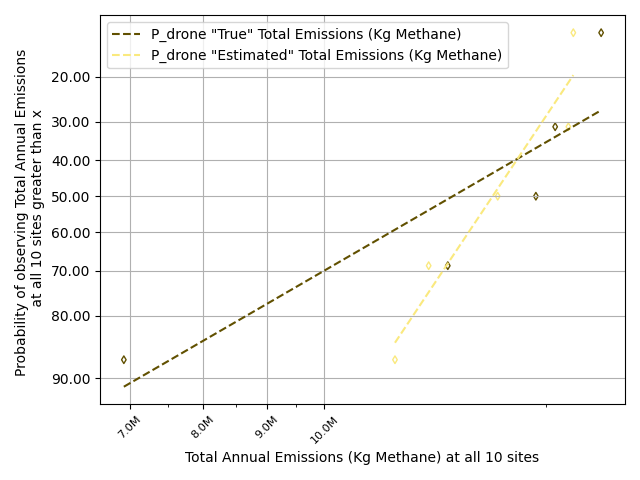 P_drone "True" Total Emissions (Kg Methane)
P_drone "Estimated" Total Emissions (Kg Methane)
Probability of observing Total Annual Emissions
at all 10 sites greater than x
20.00
30.00
40.00
50.00
60.00
70.00
80.00
90.00
7.0M
8.0M
9.0M
10.0M
Total Annual Emissions (Kg Methane) at all 10 sites